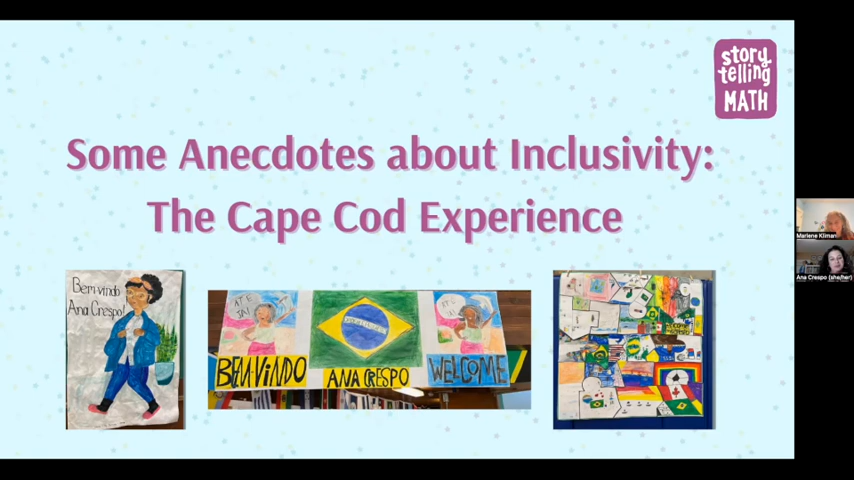 story
telling
MATH
Some Anecdotes about Inclusivity:
The Cape Cod Experience
Marlene Kliman
Ana Crespo (she/her)
Bem-vindo
Ana Crespo!
BEM-VINDO
ANA CRESPO
WELCOME